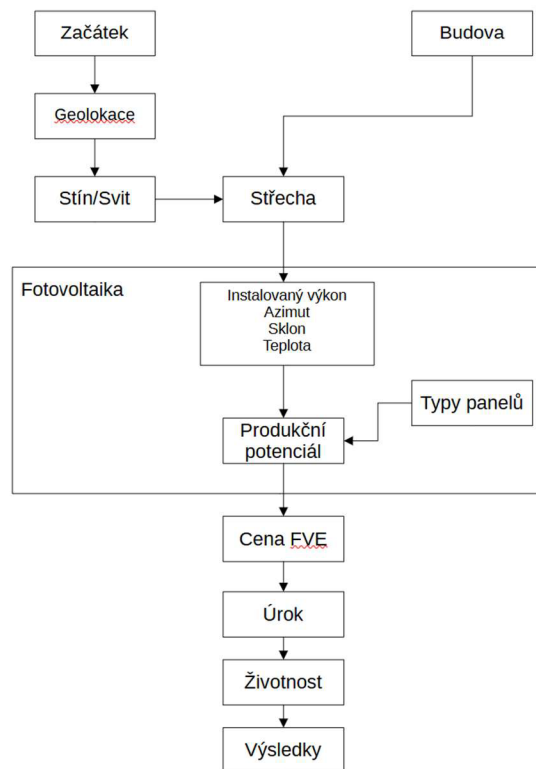 Začátek
Budova
Geolokace
Stín/Svit
Střecha
Fotovoltaika
Instalovaný výkon
Azimut
Sklon
Teplota
Typy panelů
Produkční
potenciál
Cena FVE
Úrok
Životnost
Výsledky